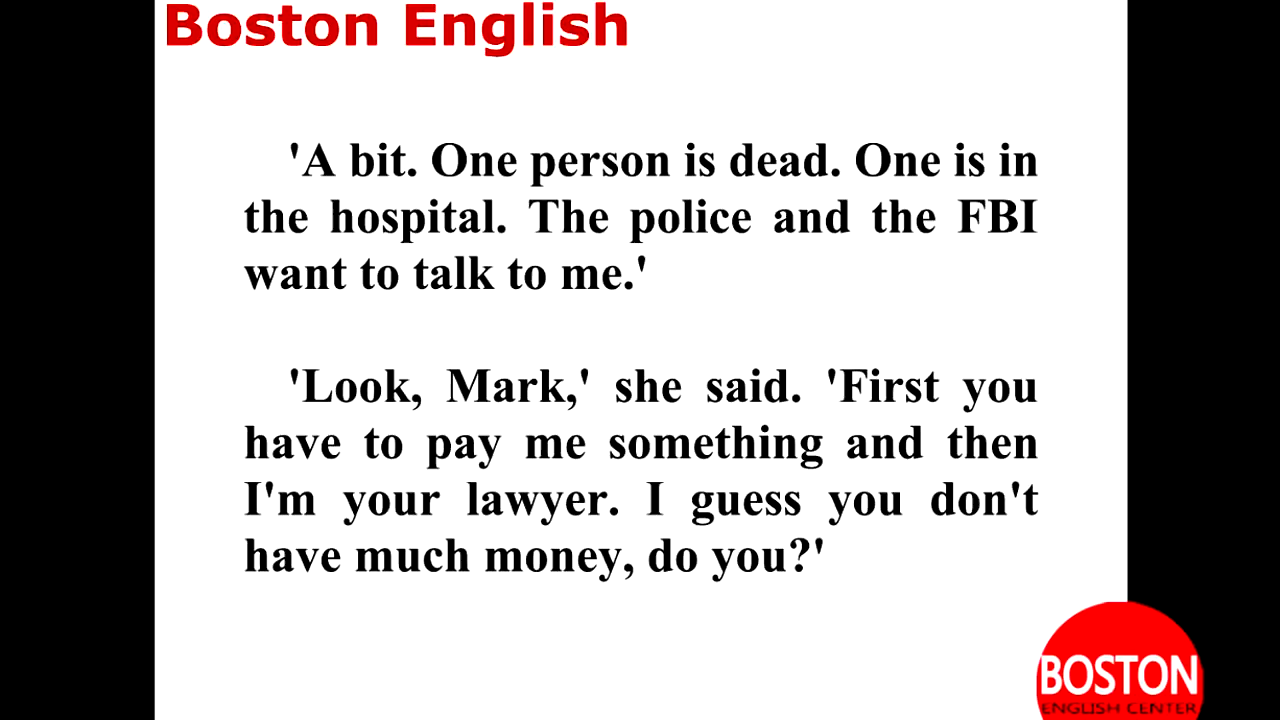 Boston English
'A bit. One person is dead. One is in
the hospital. The police and the FBI
want to talk to me.'
'Look, Mark,' she said. 'First you
have to pay me something and then
I'm your lawyer. I guess you don't
have much money, do you?'
BOSTON
ENGLISH CENTER